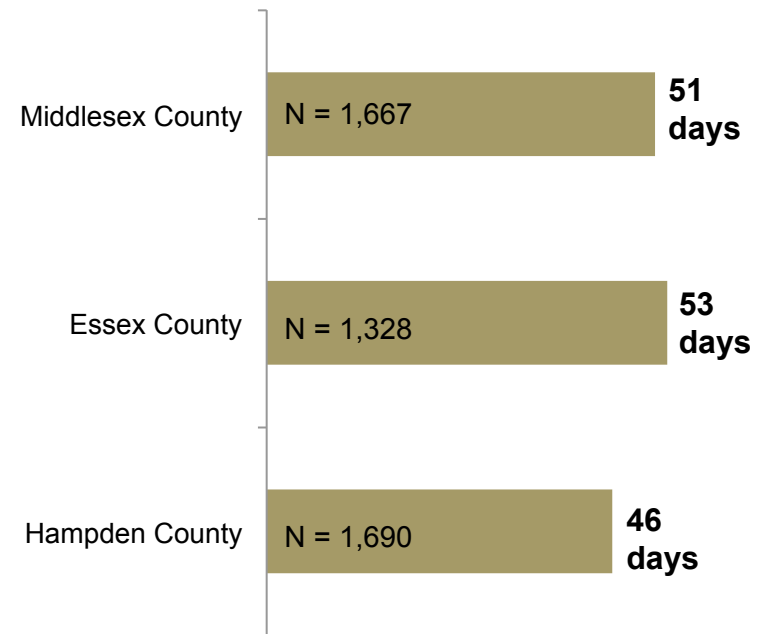 Middlesex County
N = 1,667
51
days
Essex County
N = 1,328
53
days
Hampden County
N = 1,690
46
days